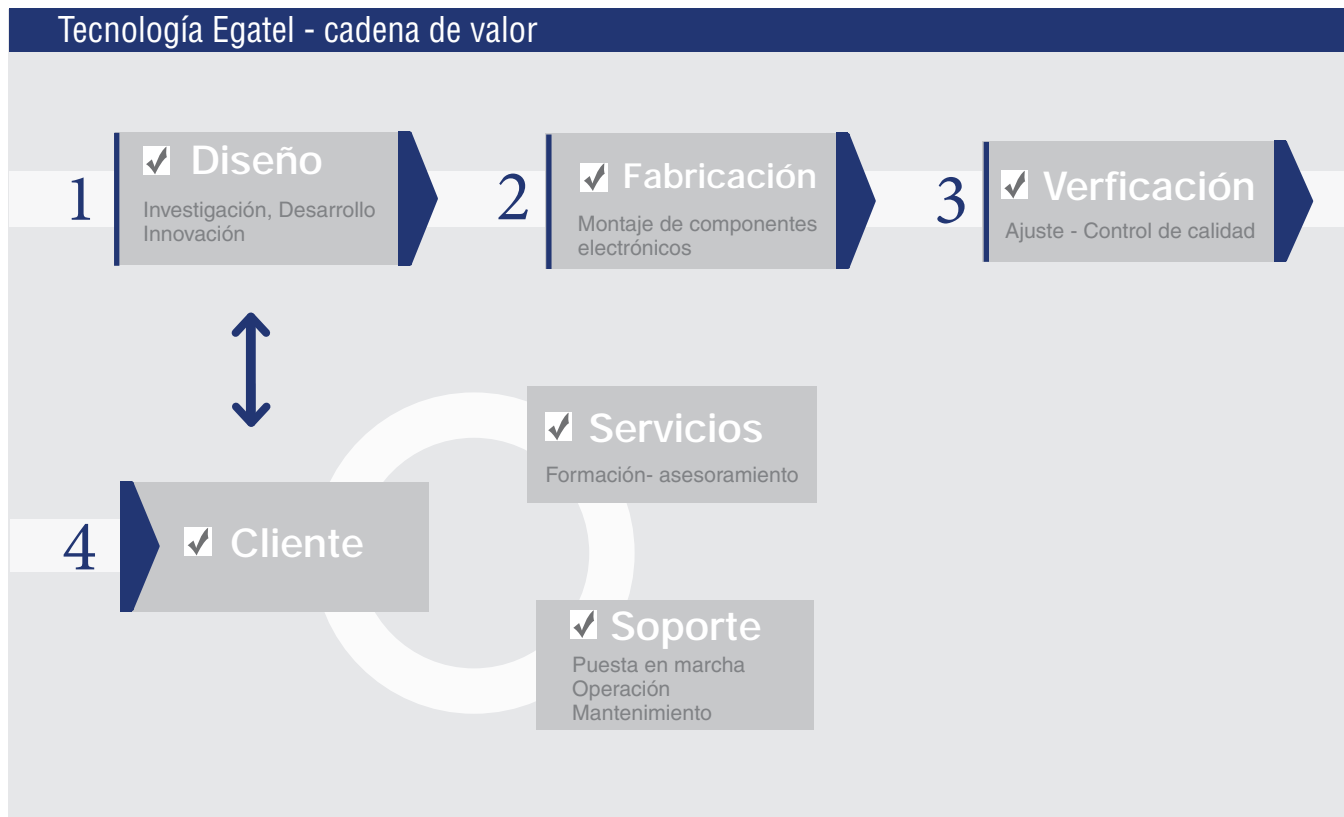 Tecnología Egatel - cadena de valor
1
Diseño
Investigación, Desarrollo
Innovación
2
Fabricación
Montaje de componentes
electrónicos
3
Verficación
Ajuste - Control de calidad
4
Cliente
Servicios
Formación- asesoramiento
Soporte
Puesta en marcha
Operación
Mantenimiento